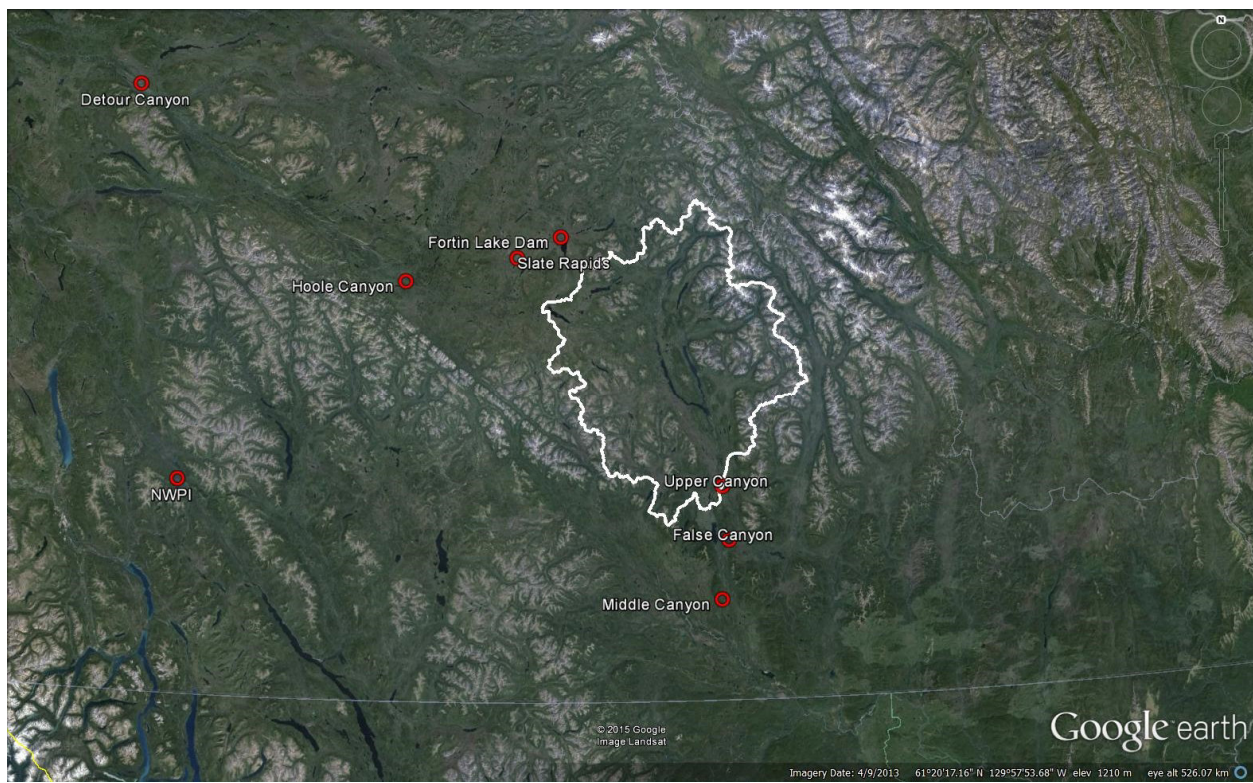 N
Detour Canyon
Fortin Lake Dam
Slate Rapids
Hoole Canyon
Upper Canyon
NWPI
False Canyon
Middle Canyon
© 2015 Google
Image Landsat
Google earth
Imagery Date: 4/9/2013 61°20'17.16" N 129°57'53.68" W elev 1210 m eye alt 526.07 km